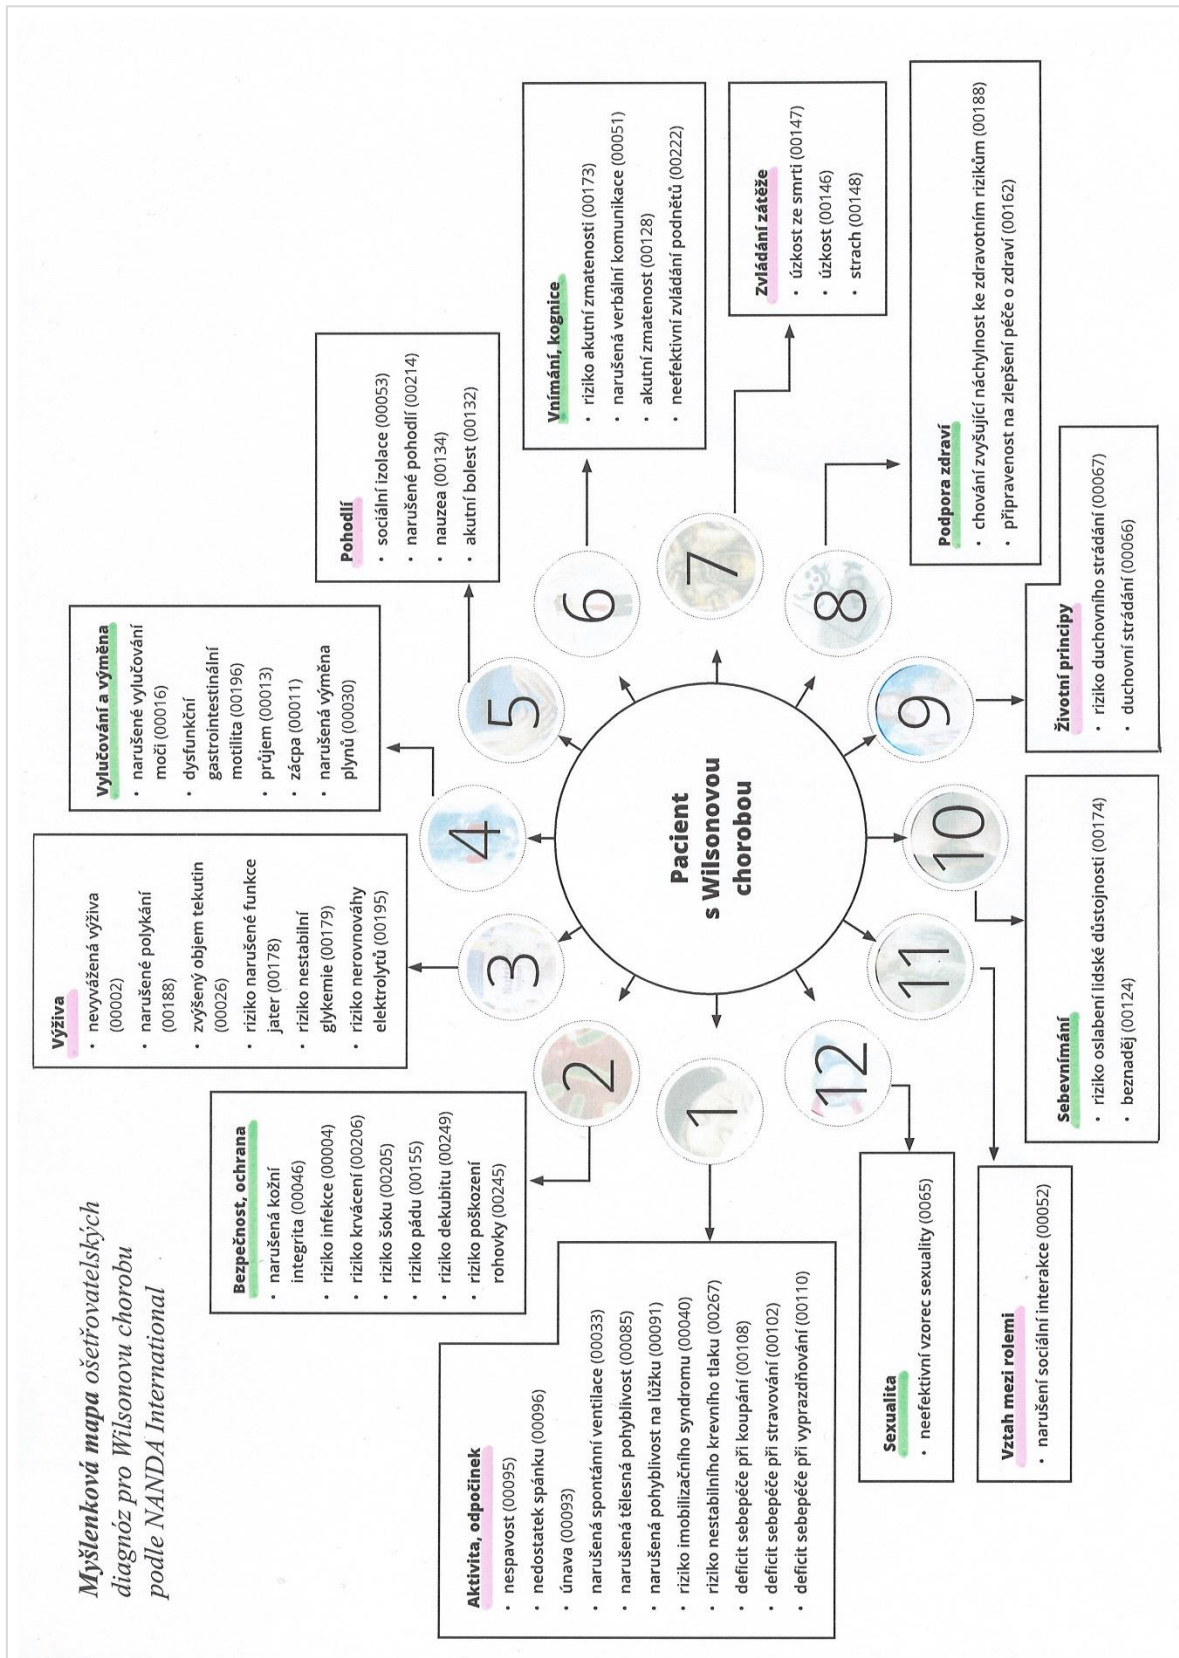 Myšlenková mapa ošetřovatelských
diagnóz pro Wilsonovu chorobu
podle NANDA International
Pacient
s Wilsonovou
chorobou
1
Aktivita, odpočinek
• nespavost (00095)
• nedostatek spánku (00096)
• únava (00093)
• narušená spontánní ventilace (00033)
• narušená tělesná pohyblivost (00085)
• narušená pohyblivost na lůžku (00091)
• riziko imobilizačního syndromu (00040)
• riziko nestabilního krevního tlaku (00267)
• deficit sebepéče při koupání (00108)
• deficit sebepéče při stravování (00102)
• deficit sebepéče při vyprazdňování (00110)
2
Bezpečnost, ochrana
• narušená kožní
integrita (00046)
• riziko infekce (00004)
• riziko krvácení (00206)
• riziko šoku (00205)
• riziko pádu (00155)
• riziko dekubitu (00249)
• riziko poškození
rohovky (00245)
3
Výživa
• nevyvážená výživa
(00002)
• narušené polykání
(00188)
• zvýšený objem tekutin
(00026)
• riziko narušené funkce
jater (00178)
• riziko nestabilní
glykemie (00179)
• riziko nerovnováhy
elektrolytů (00195)
4
Vylučování a výměna
• narušené vylučování
moči (00016)
• dysfunkční
gastrointestinální
motilita (00196)
• průjem (00013)
• zácpa (00011)
• narušená výměna
plynů (00030)
5
Pohodlí
• sociální izolace (00053)
• narušené pohodlí (00214)
• nauzea (00134)
• akutní bolest (00132)
6
Vnímání, kognice
• riziko akutní zmatenosti (00173)
• narušená verbální komunikace (00051)
• akutní zmatenost (00128)
• neefektivní zvládání podnětů (00222)
7
Zvládání zátěže
• úzkost ze smrti (00147)
• úzkost (00146)
• strach (00148)
8
Podpora zdraví
• chování zvyšující náchylnost ke zdravotním rizikům (00188)
• připravenost na zlepšení péče o zdraví (00162)
9
Životní principy
• riziko duchovního strádání (00067)
• duchovní strádání (00066)
10
Sebevnímání
• riziko oslabení lidské důstojnosti (00174)
• beznaděj (00124)
11
Vztah mezi rolemi
• narušení sociální interakce (00052)
12
Sexualita
• neefektivní vzorec sexuality (0065)